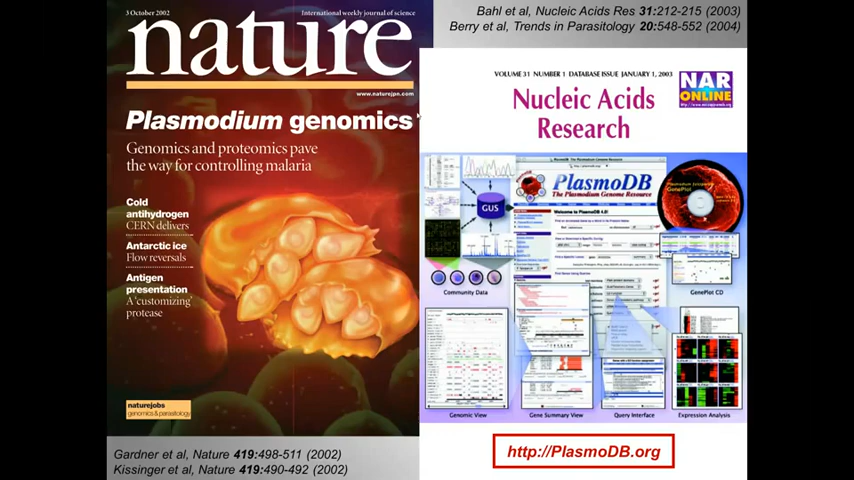 3 October 2002
International weekly journal of science
nature
www.naturejpn.com
Plasmodium genomics
Genomics and proteomics pave
the way for controlling malaria
Cold
antihydrogen
CERN delivers
Antarctic ice
Flow reversals
Antigen
presentation
A 'customizing'
protease
naturejobs
genomics & parasitology
Gardner et al, Nature 419:498-511 (2002)
Kissinger et al, Nature 419:490-492 (2002)
Bahl et al, Nucleic Acids Res 31:212-215 (2003)
Berry et al, Trends in Parasitology 20:548-552 (2004)
VOLUME 31 NUMBER 1 DATABASE ISSUE JANUARY 1, 2003
NAR
ONLINE
Nucleic Acids
Research
PlasmoDB
The Plasmodium Genome Resource
GUS
GenePlot
Community Data
GenePlot CD
Genomic View
Gene Summary View
Query Interface
Expression Analysis
http://PlasmoDB.org